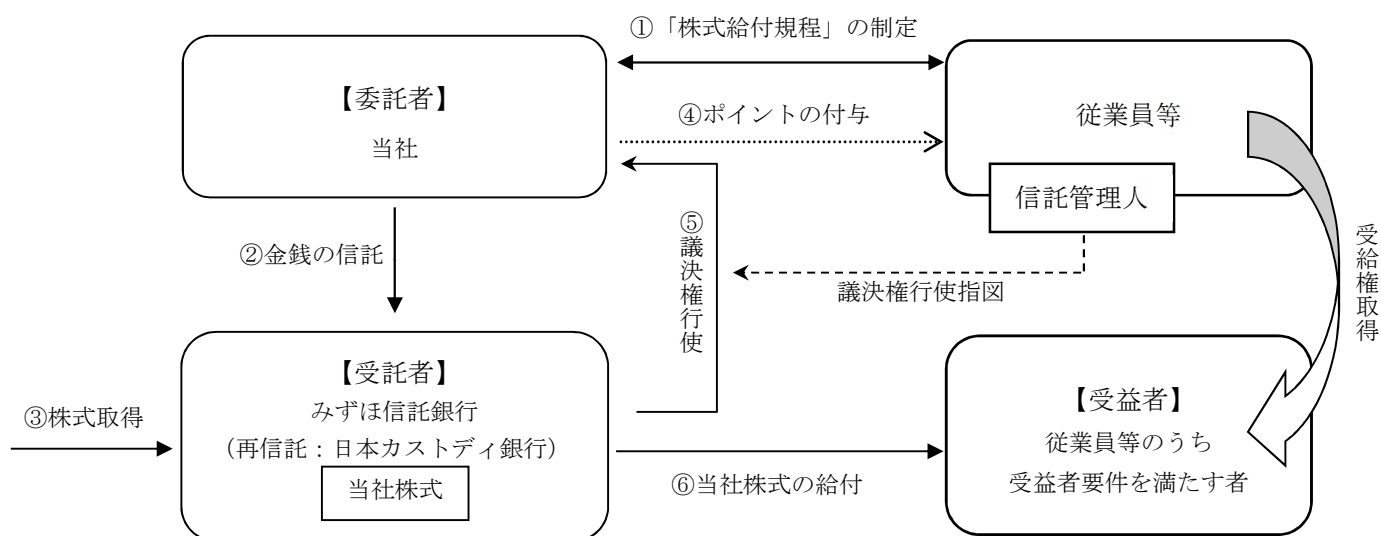 ①「株式給付規程」の制定
【委託者】
当社
④ポイントの付与
従業員等
信託管理人
②金銭の信託
⑤議決権行使
議決権行使指図
受給権取得
③株式取得
【受託者】
みずほ信託銀行
(再信託:日本カストディ銀行)
当社株式
⑥当社株式の給付
【受益者】
従業員等のうち
受益者要件を満たす者